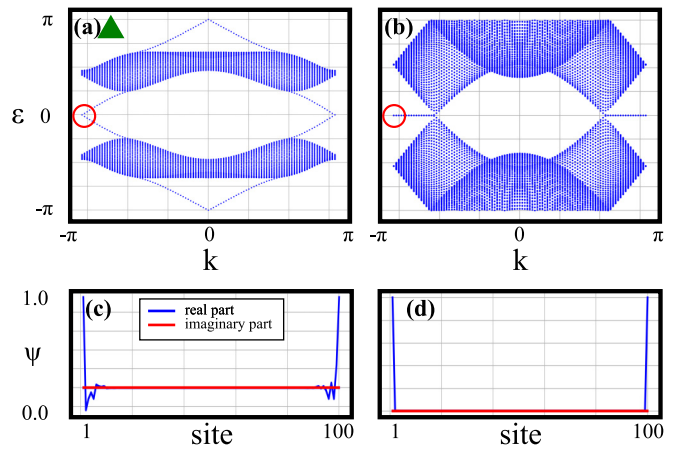 (a) (b)
π
ε 0
-π
-π 0 π -π 0 π
k k
(c) real part imaginary part (d)
1.0
ψ
0.0
1 site 100 1 site 100